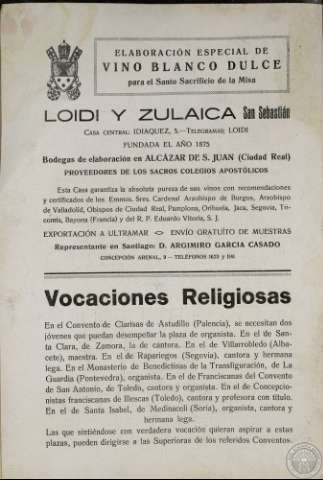 ELABORACIÓN ESPECIAL DE
VINO BLANCO DULCE
para el Santo Sacrificio de la Misa
LOIDI Y ZULAICA San Sebastián
CASA CENTRAL: IDIAQUEZ, 5.—TELEGRAMAS: LOIDI
FUNDADA EL AÑO 1875
Bodegas de elaboración en ALCÁZAR DE S. JUAN (Ciudad Real)
PROVEEDORES DE LOS SACROS COLEGIOS APOSTÓLICOS
Esta Casa garantiza la absoluta pureza de sus vinos con recomendaciones
y certificados de los Emmos. Sres. Cardenal Arzobispo de Burgos, Arzobispo
de Valladolid, Obispos de Ciudad Real, Pamplona, Orihuela, Jaca, Segovia,
Bayona (Francia) y del R. P. Eduardo Vitoria, S. J.
EXPORTACIÓN A ULTRAMAR <> ENVÍO GRATUÍTO DE MUESTRAS
Representante en Santiago: D. ARGIMIRO GARCIA CASADO
CONCEPCIÓN ARENAL, TELÉFONOS
Vocaciones Religiosas
En el Convento de Clarisas de Astudillo (Palencia), se necesitan dos
jóvenes que puedan desempeñar la plaza de organista. En el de San-
ta Clara, de Zamora, la de cantora. En el de Villarrobledo (Alba-
cete), maestra. En el de Rapariegos (Segovia), cantora y hermana
lega. En el Monasterio de Benedictinas de la Transfiguración, de La
Guardia (Pontevedra), organista. En el de Franciscanas del Convento
de San Antonio, de Toledo, cantora y organista. En el de Concepcio-
nistas franciscanas de Illescas (Toledo), cantora y profesora con título.
En el de Santa Isabel, de Medinaceli (Soria), organista, cantora y
hermana lega.
Las que sintiéndose con verdadera vocación quieran aspirar a estas
plazas, pueden dirigirse a las Superioras de los referidos Conventos.